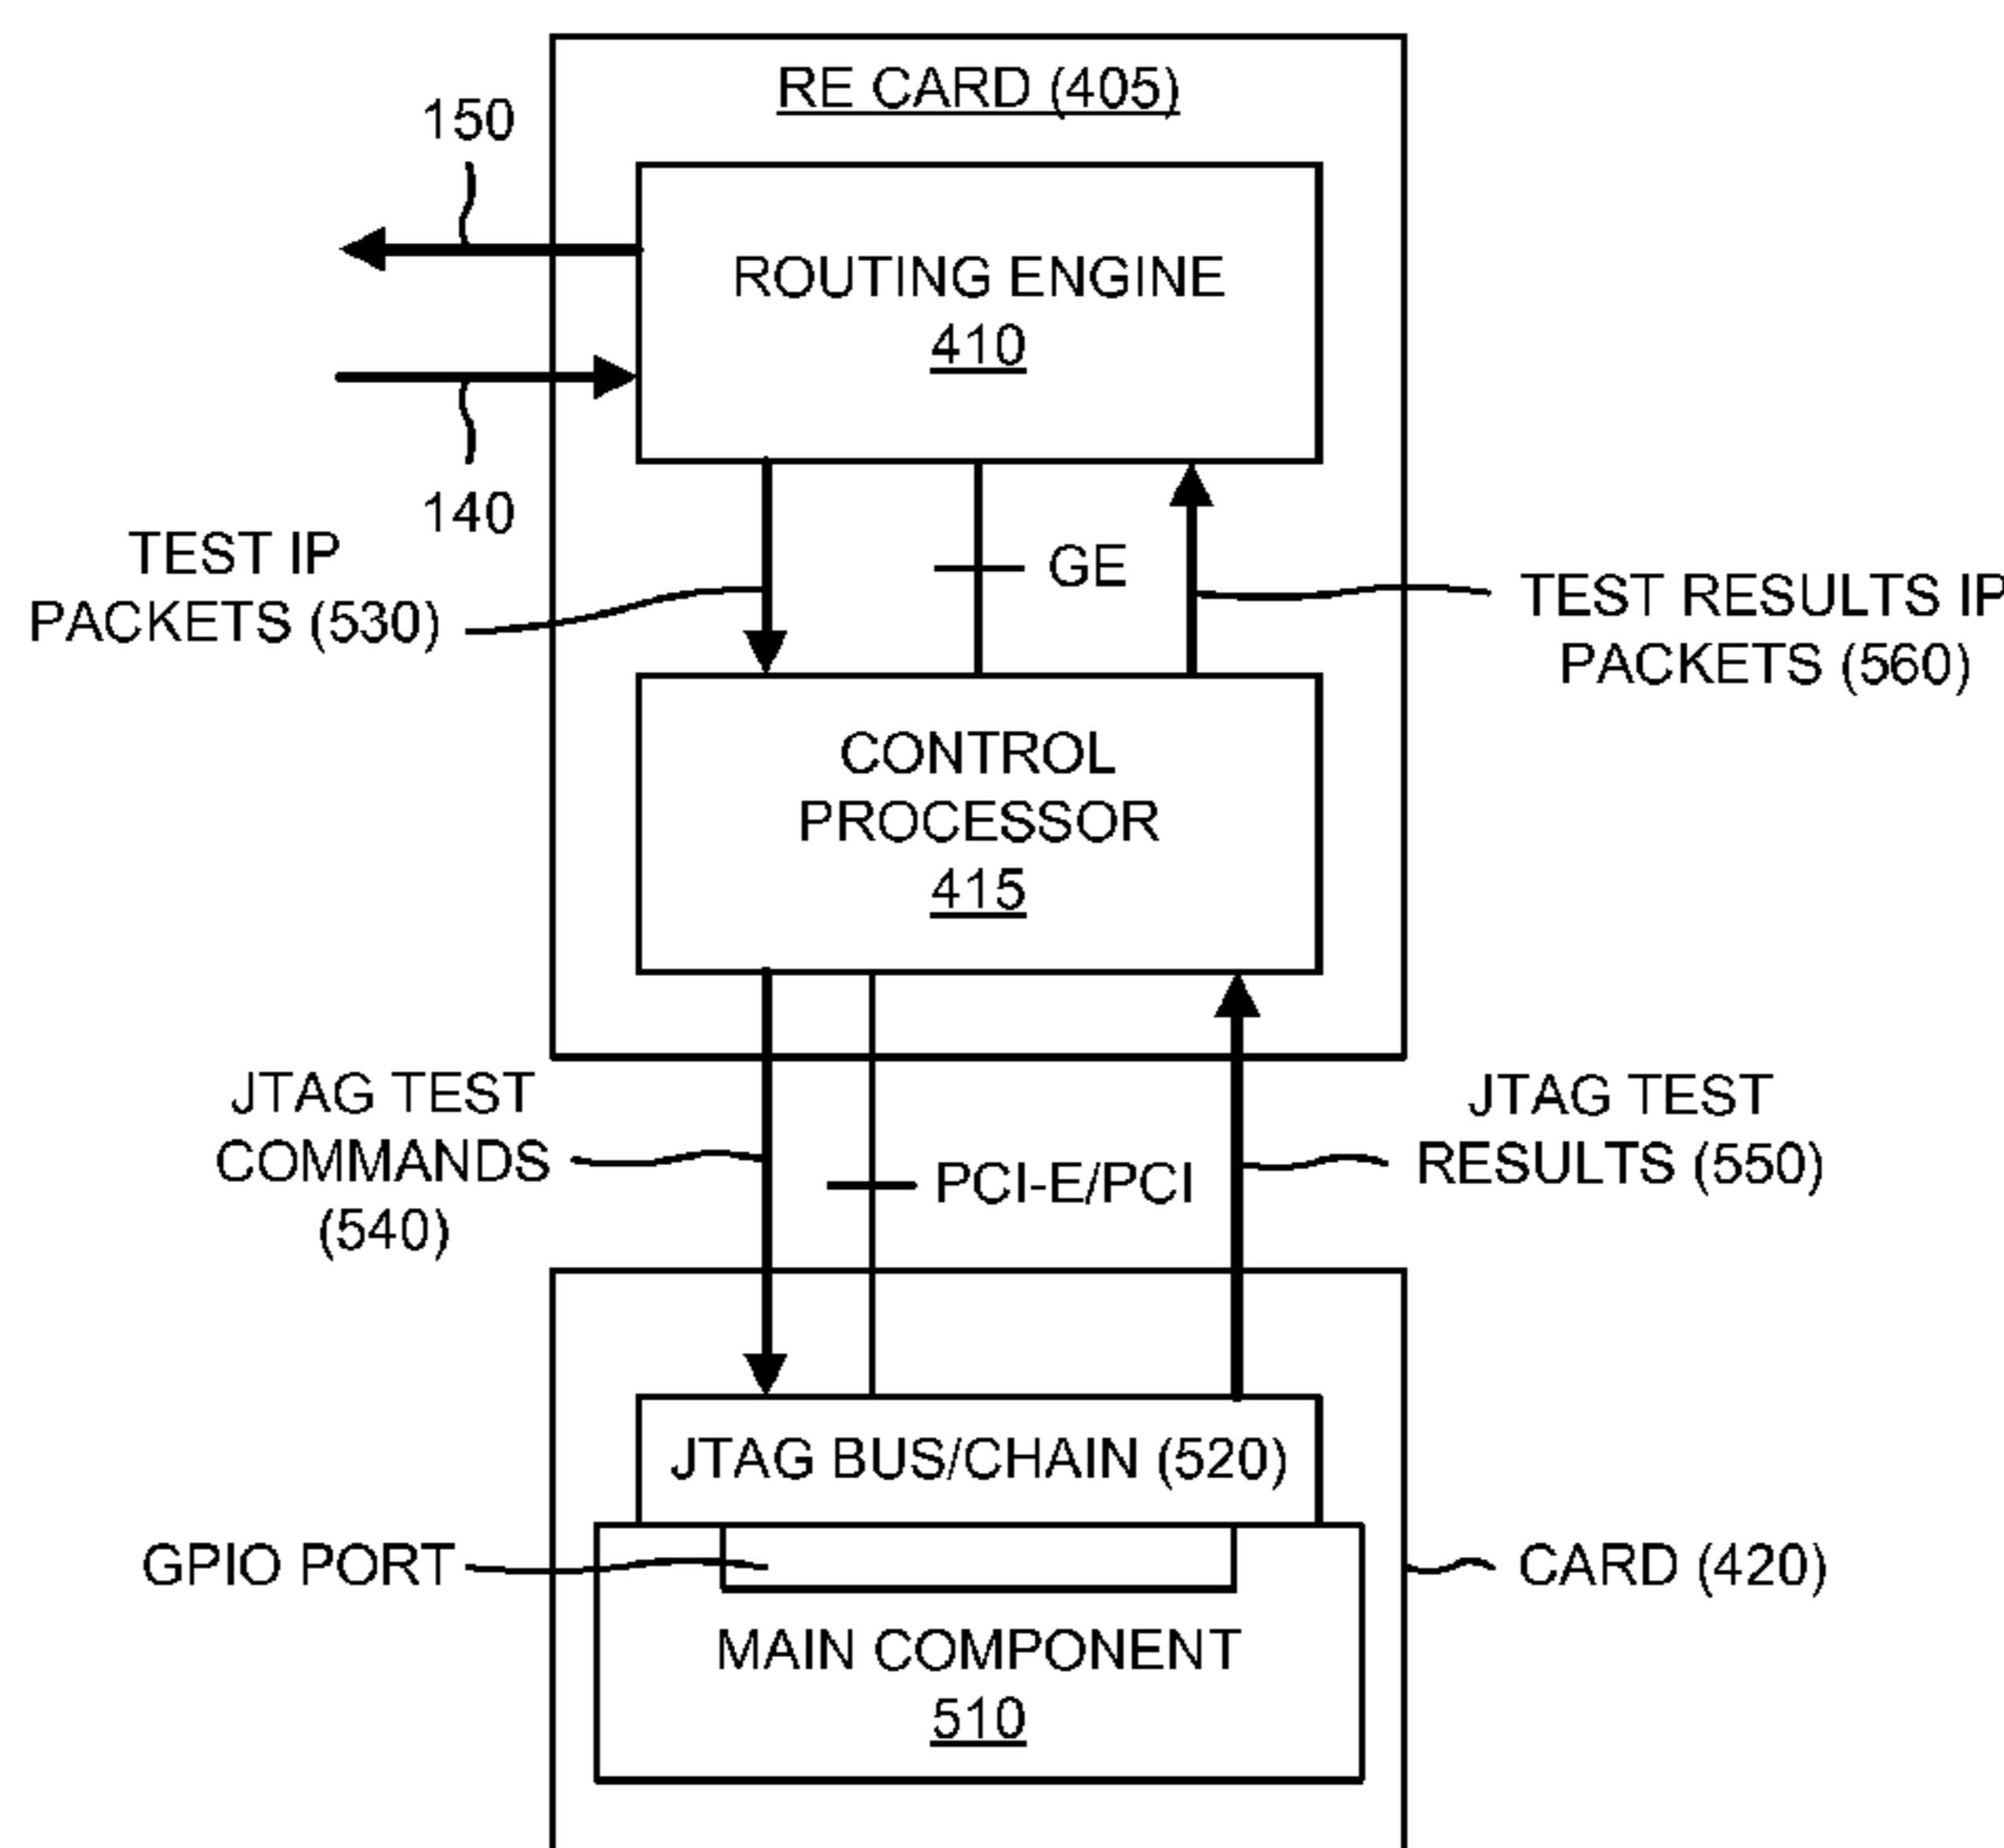 RE CARD (405)
150
ROUTING ENGINE
410
140
TEST IP
PACKETS (530)
GE
TEST RESULTS IP
PACKETS (560)
CONTROL
PROCESSOR
415
JTAG TEST
COMMANDS
(540)
PCI-E/PCI
JTAG TEST
RESULTS (550)
JTAG BUS/CHAIN (520)
GPIO PORT
CARD (420)
MAIN COMPONENT
510